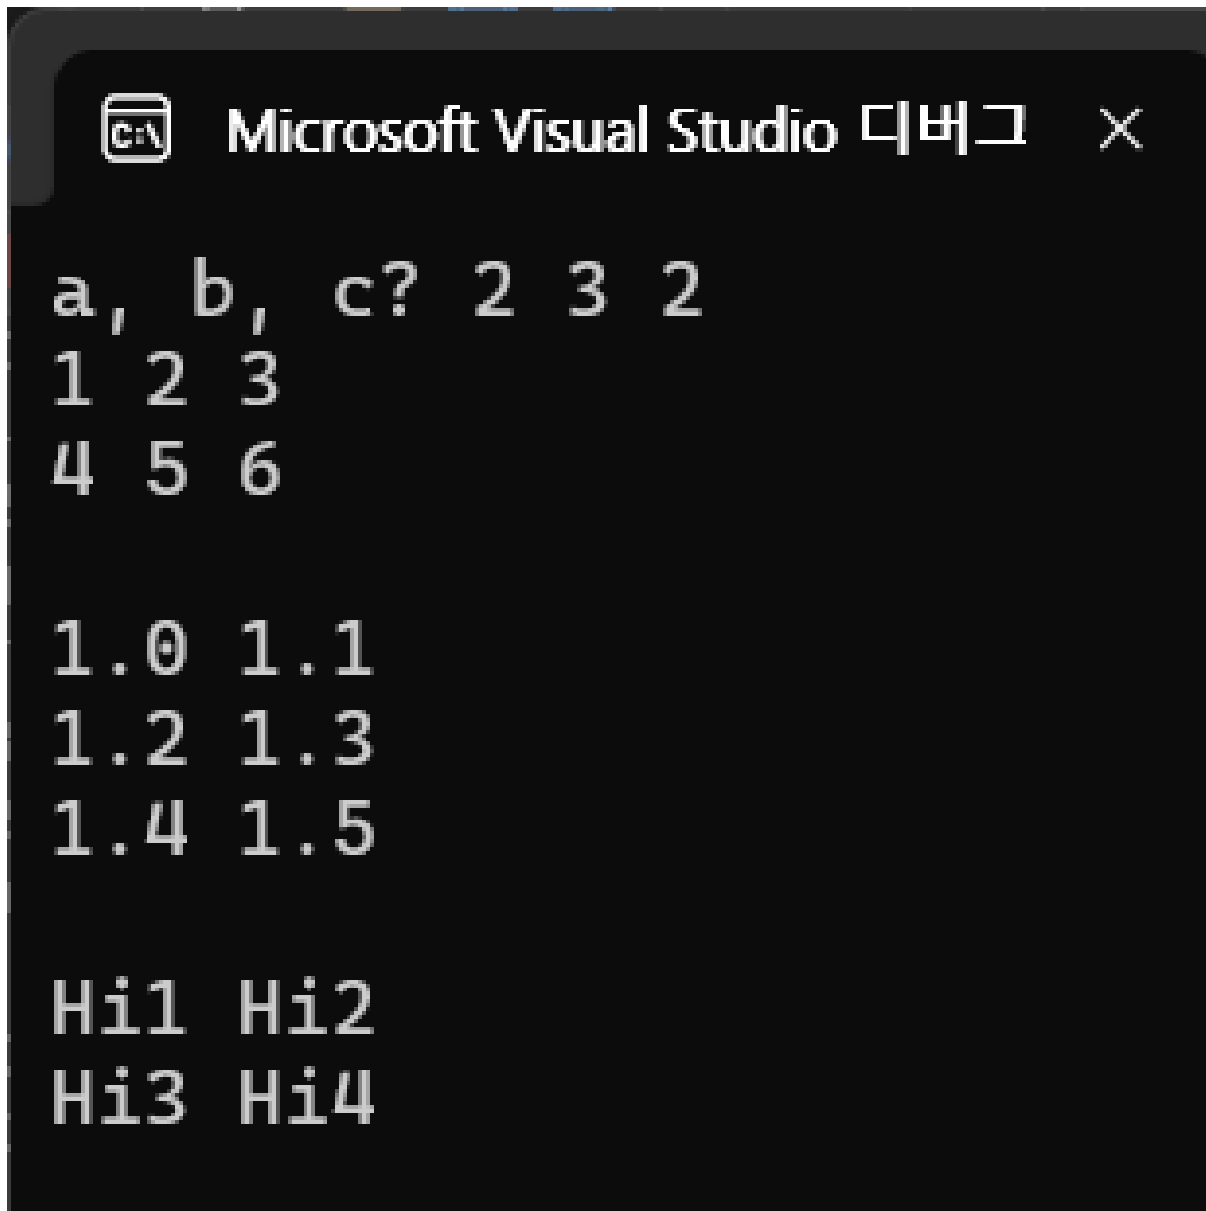 C:\
Microsoft Visual Studio 디버그
a, b, c? 2 3 2
1 2 3
4 5 6
1.0 1.1
1.2 1.3
1.4 1.5
Hi1 Hi2
Hi3 Hi4